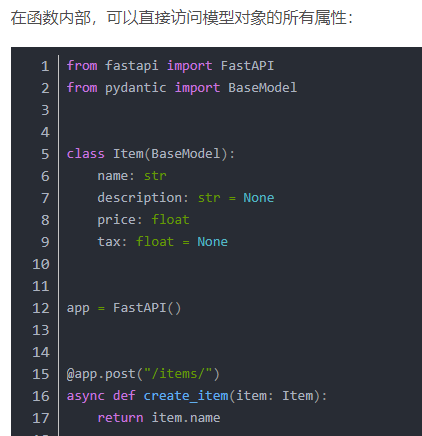 在函数内部，可以直接访问模型对象的所有属性：
1 from fastapi import FastAPI
2 from pydantic import BaseModel
3
4
5 class Item(BaseModel):
6     name: str
7     description: str = None
8     price: float
9     tax: float = None
10
11
12 app = FastAPI()
13
14
15 @app.post("/items/")
16 async def create_item(item: Item):
17     return item.name